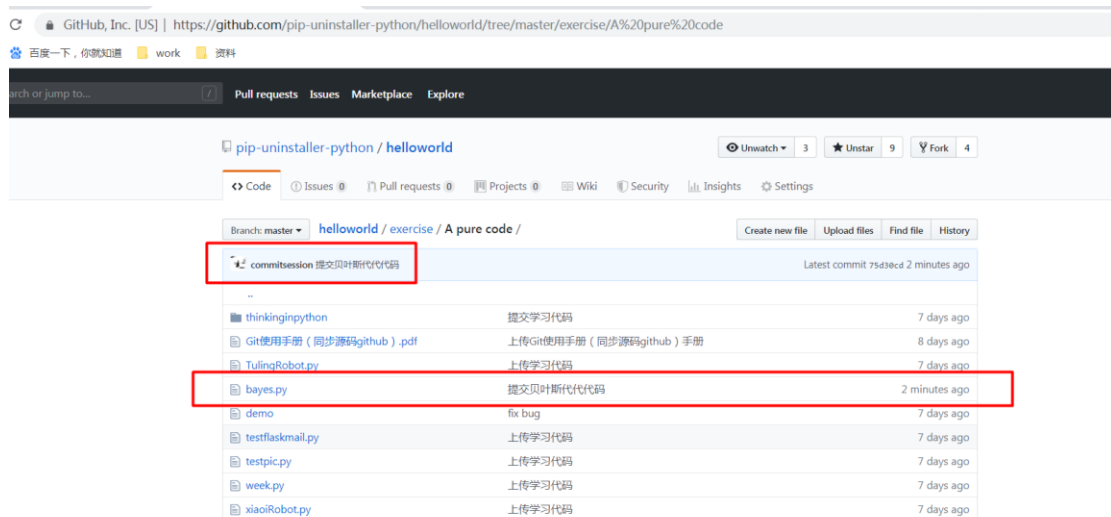 GitHub, Inc. [US] | https://github.com/pip-uninstaller-python/helloworld/tree/master/exercise/A%20pure%20code
百度一下，你就知道 work 资料
arch or jump to... / Pull requests Issues Marketplace Explore
pip-uninstaller-python / helloworld Unwatch 3 Unstar 9 Fork 4
Code Issues 0 Pull requests 0 Projects 0 Wiki Security Insights Settings
Branch: master helloworld / exercise / A pure code / Create new file Upload files Find file History
commitsession 提交贝叶斯代代代码 Latest commit 75d30cd 2 minutes ago
..
thinkinginpython 提交学习代码 7 days ago
Git使用手册（同步源码github）.pdf 上传Git使用手册（同步源码github）手册 8 days ago
TulingRobot.py 上传学习代码 7 days ago
bayes.py 提交贝叶斯代代代码 2 minutes ago
demo fix bug 7 days ago
testflaskmail.py 上传学习代码 7 days ago
testpic.py 上传学习代码 7 days ago
week.py 上传学习代码 7 days ago
xiaoiRobot.py 上传学习代码 7 days ago